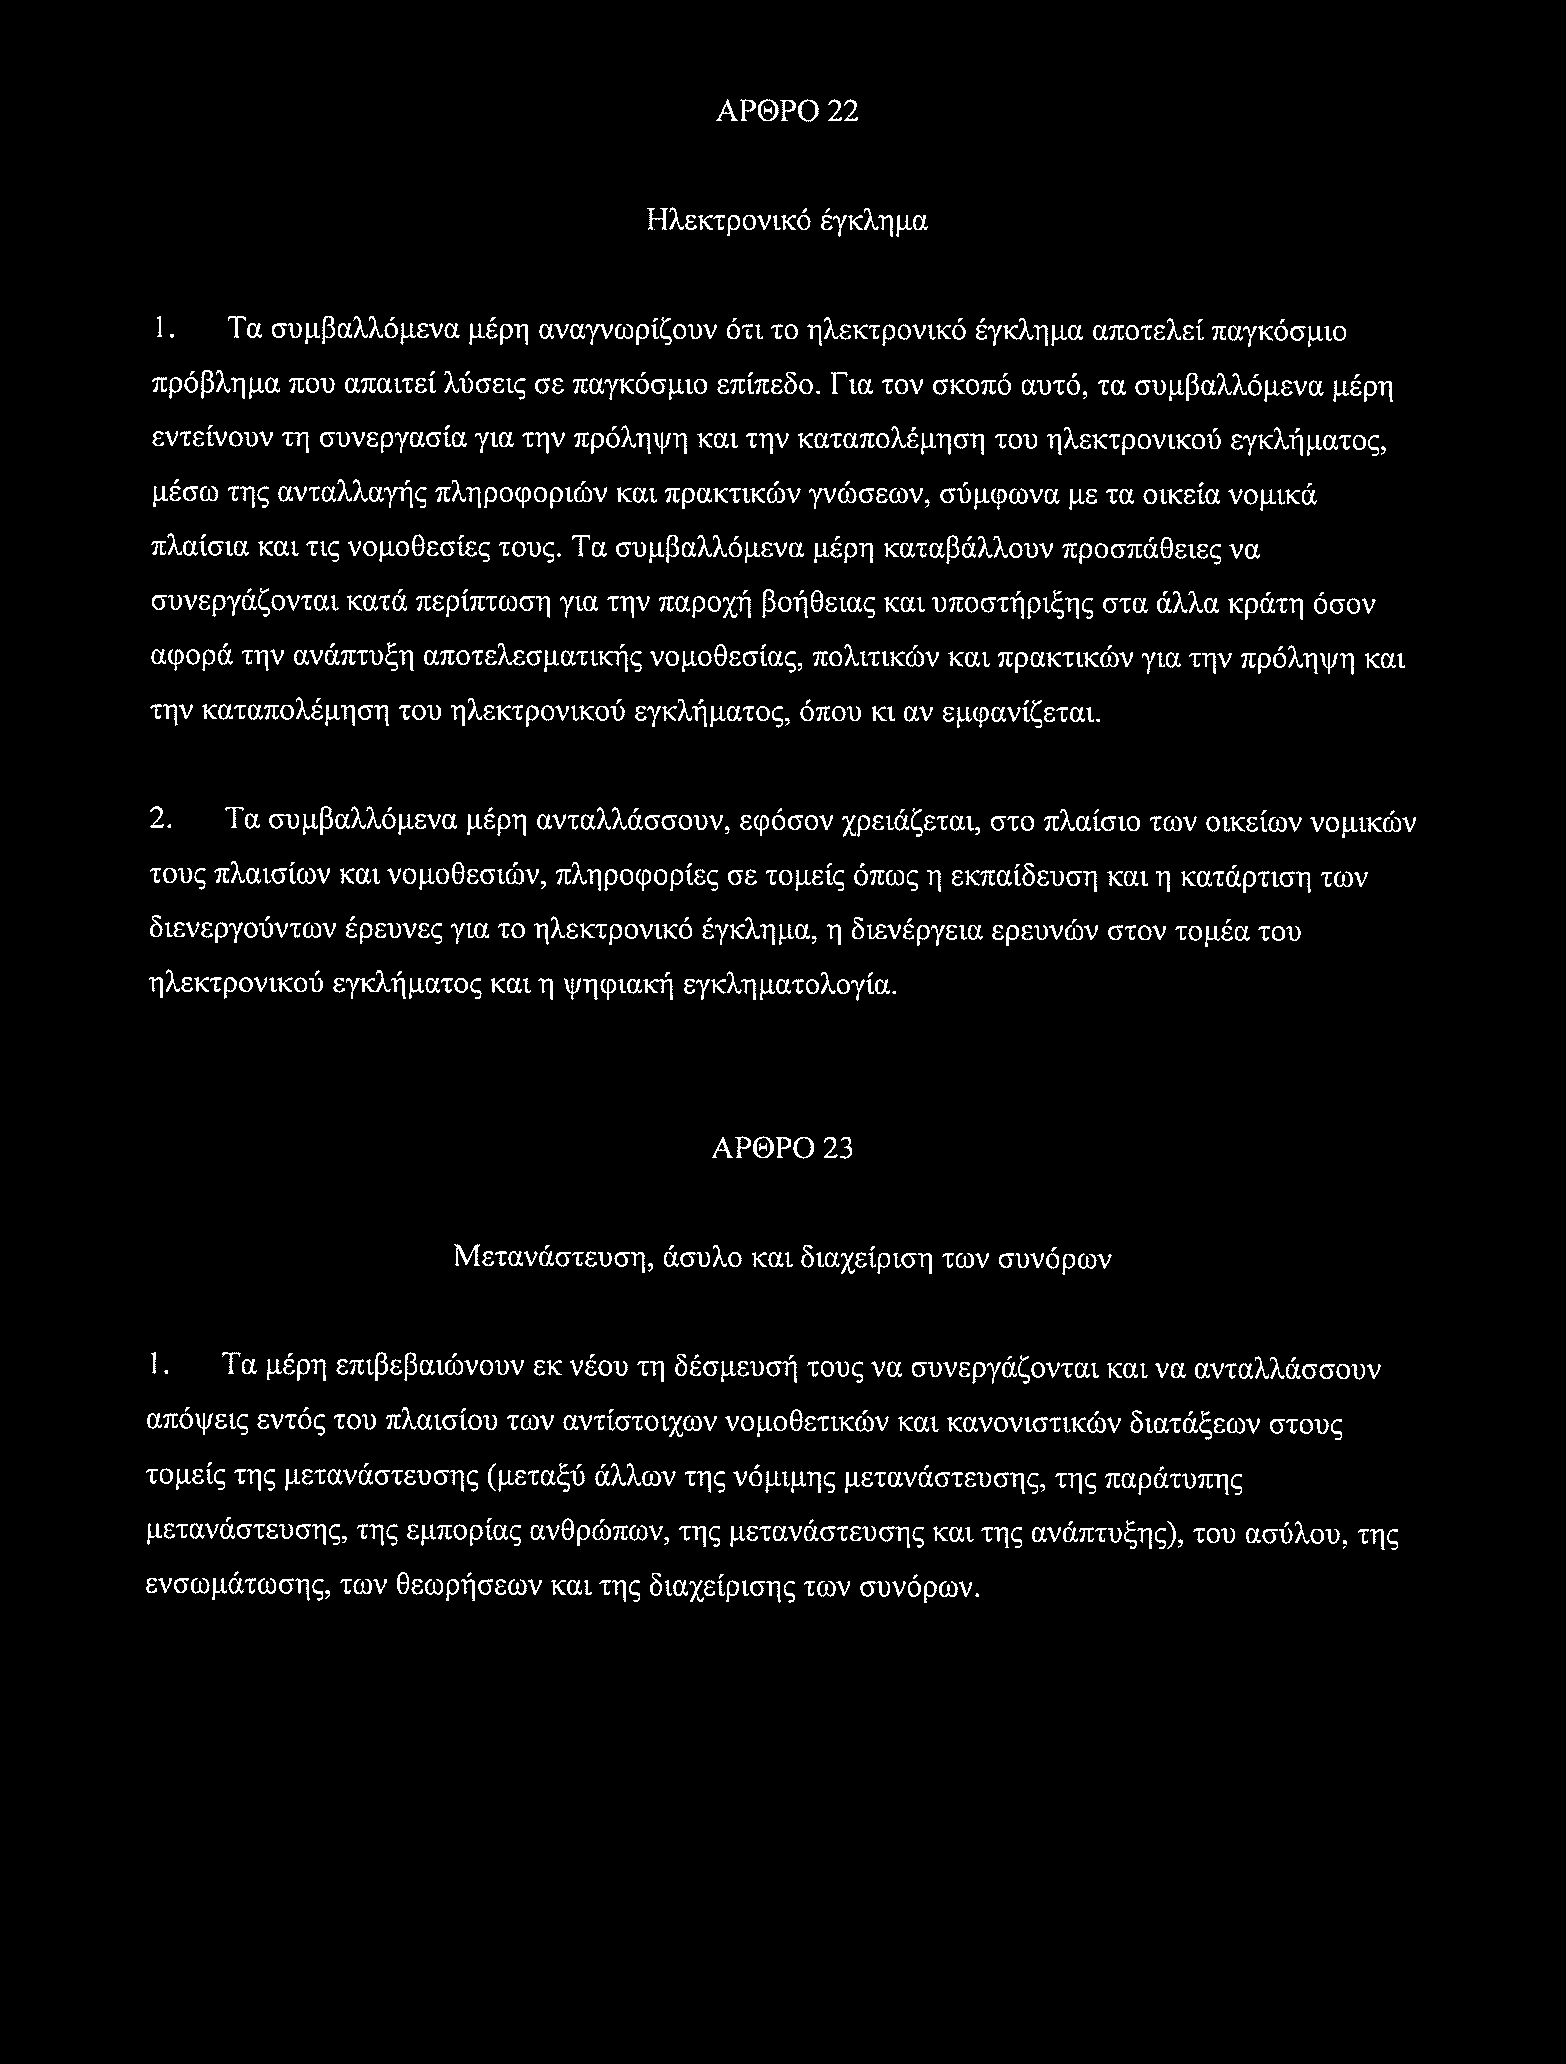 ΑΡΘΡΟ 22
Ηλεκτρονικό έγκλημα
1. Τα συμβαλλόμενα μέρη αναγνωρίζουν ότι το ηλεκτρονικό έγκλημα αποτελεί παγκόσμιο
πρόβλημα που απαιτεί λύσεις σε παγκόσμιο επίπεδο. Για τον σκοπό αυτό, τα συμβαλλόμενα μέρη
εντείνουν τη συνεργασία για την πρόληψη και την καταπολέμηση του ηλεκτρονικού εγκλήματος,
μέσω της ανταλλαγής πληροφοριών και πρακτικών γνώσεων, σύμφωνα με τα οικεία νομικά
πλαίσια και τις νομοθεσίες τους. Τα συμβαλλόμενα μέρη καταβάλλουν προσπάθειες να
συνεργάζονται κατά περίπτωση για την παροχή βοήθειας και υποστήριξης στα άλλα κράτη όσον
αφορά την ανάπτυξη αποτελεσματικής νομοθεσίας, πολιτικών και πρακτικών για την πρόληψη και
την καταπολέμηση του ηλεκτρονικού εγκλήματος, όπου κι αν εμφανίζεται.
2. Τα συμβαλλόμενα μέρη ανταλλάσσουν, εφόσον χρειάζεται, στο πλαίσιο των οικείων νομικών
τους πλαισίων και νομοθεσιών, πληροφορίες σε τομείς όπως η εκπαίδευση και η κατάρτιση των
διενεργούντων έρευνες για το ηλεκτρονικό έγκλημα, η διενέργεια ερευνών στον τομέα του
ηλεκτρονικού εγκλήματος και η ψηφιακή εγκληματολογία.
ΑΡΘΡΟ 23
Μετανάστευση, άσυλο και διαχείριση των συνόρων
1. Τα μέρη επιβεβαιώνουν εκ νέου τη δέσμευσή τους να συνεργάζονται και να ανταλλάσσουν
απόψεις εντός του πλαισίου των αντίστοιχων νομοθετικών και κανονιστικών διατάξεων στους
τομείς της μετανάστευσης (μεταξύ άλλων της νόμιμης μετανάστευσης, της παράτυπης
μετανάστευσης, της εμπορίας ανθρώπων, της μετανάστευσης και της ανάπτυξης), του ασύλου, της
ενσωμάτωσης, των θεωρήσεων και της διαχείρισης των συνόρων.